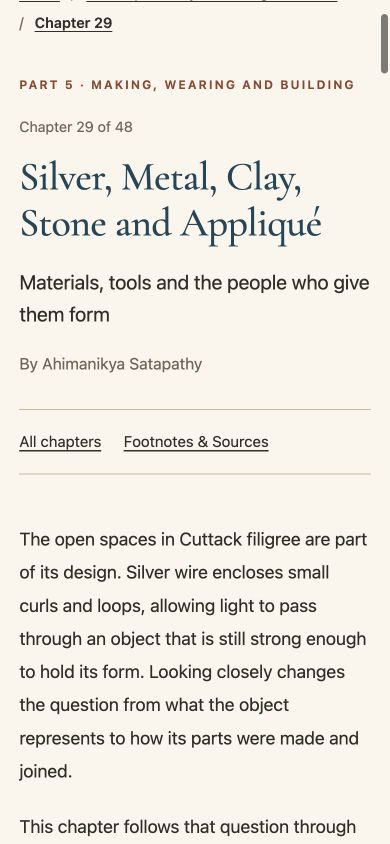 / Chapter 29
PART 5 · MAKING, WEARING AND BUILDING
Chapter 29 of 48
Silver, Metal, Clay,
Stone and Appliqué
Materials, tools and the people who give
them form
By Ahimanikya Satapathy
All chapters Footnotes & Sources
The open spaces in Cuttack filigree are part
of its design. Silver wire encloses small
curls and loops, allowing light to pass
through an object that is still strong enough
to hold its form. Looking closely changes
the question from what the object
represents to how its parts were made and
joined.
This chapter follows that question through